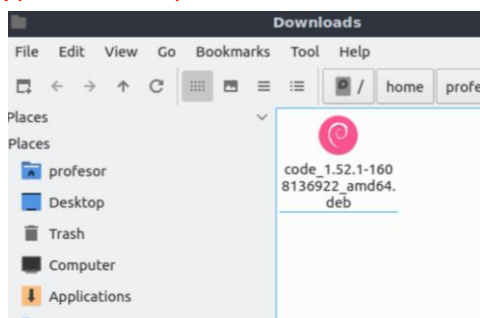 Downloads
File Edit View Go Bookmarks Tool Help
/ home profe
Places
Places
profesor
Desktop
Trash
Computer
Applications
code_1.52.1-160
8136922_amd64.
deb